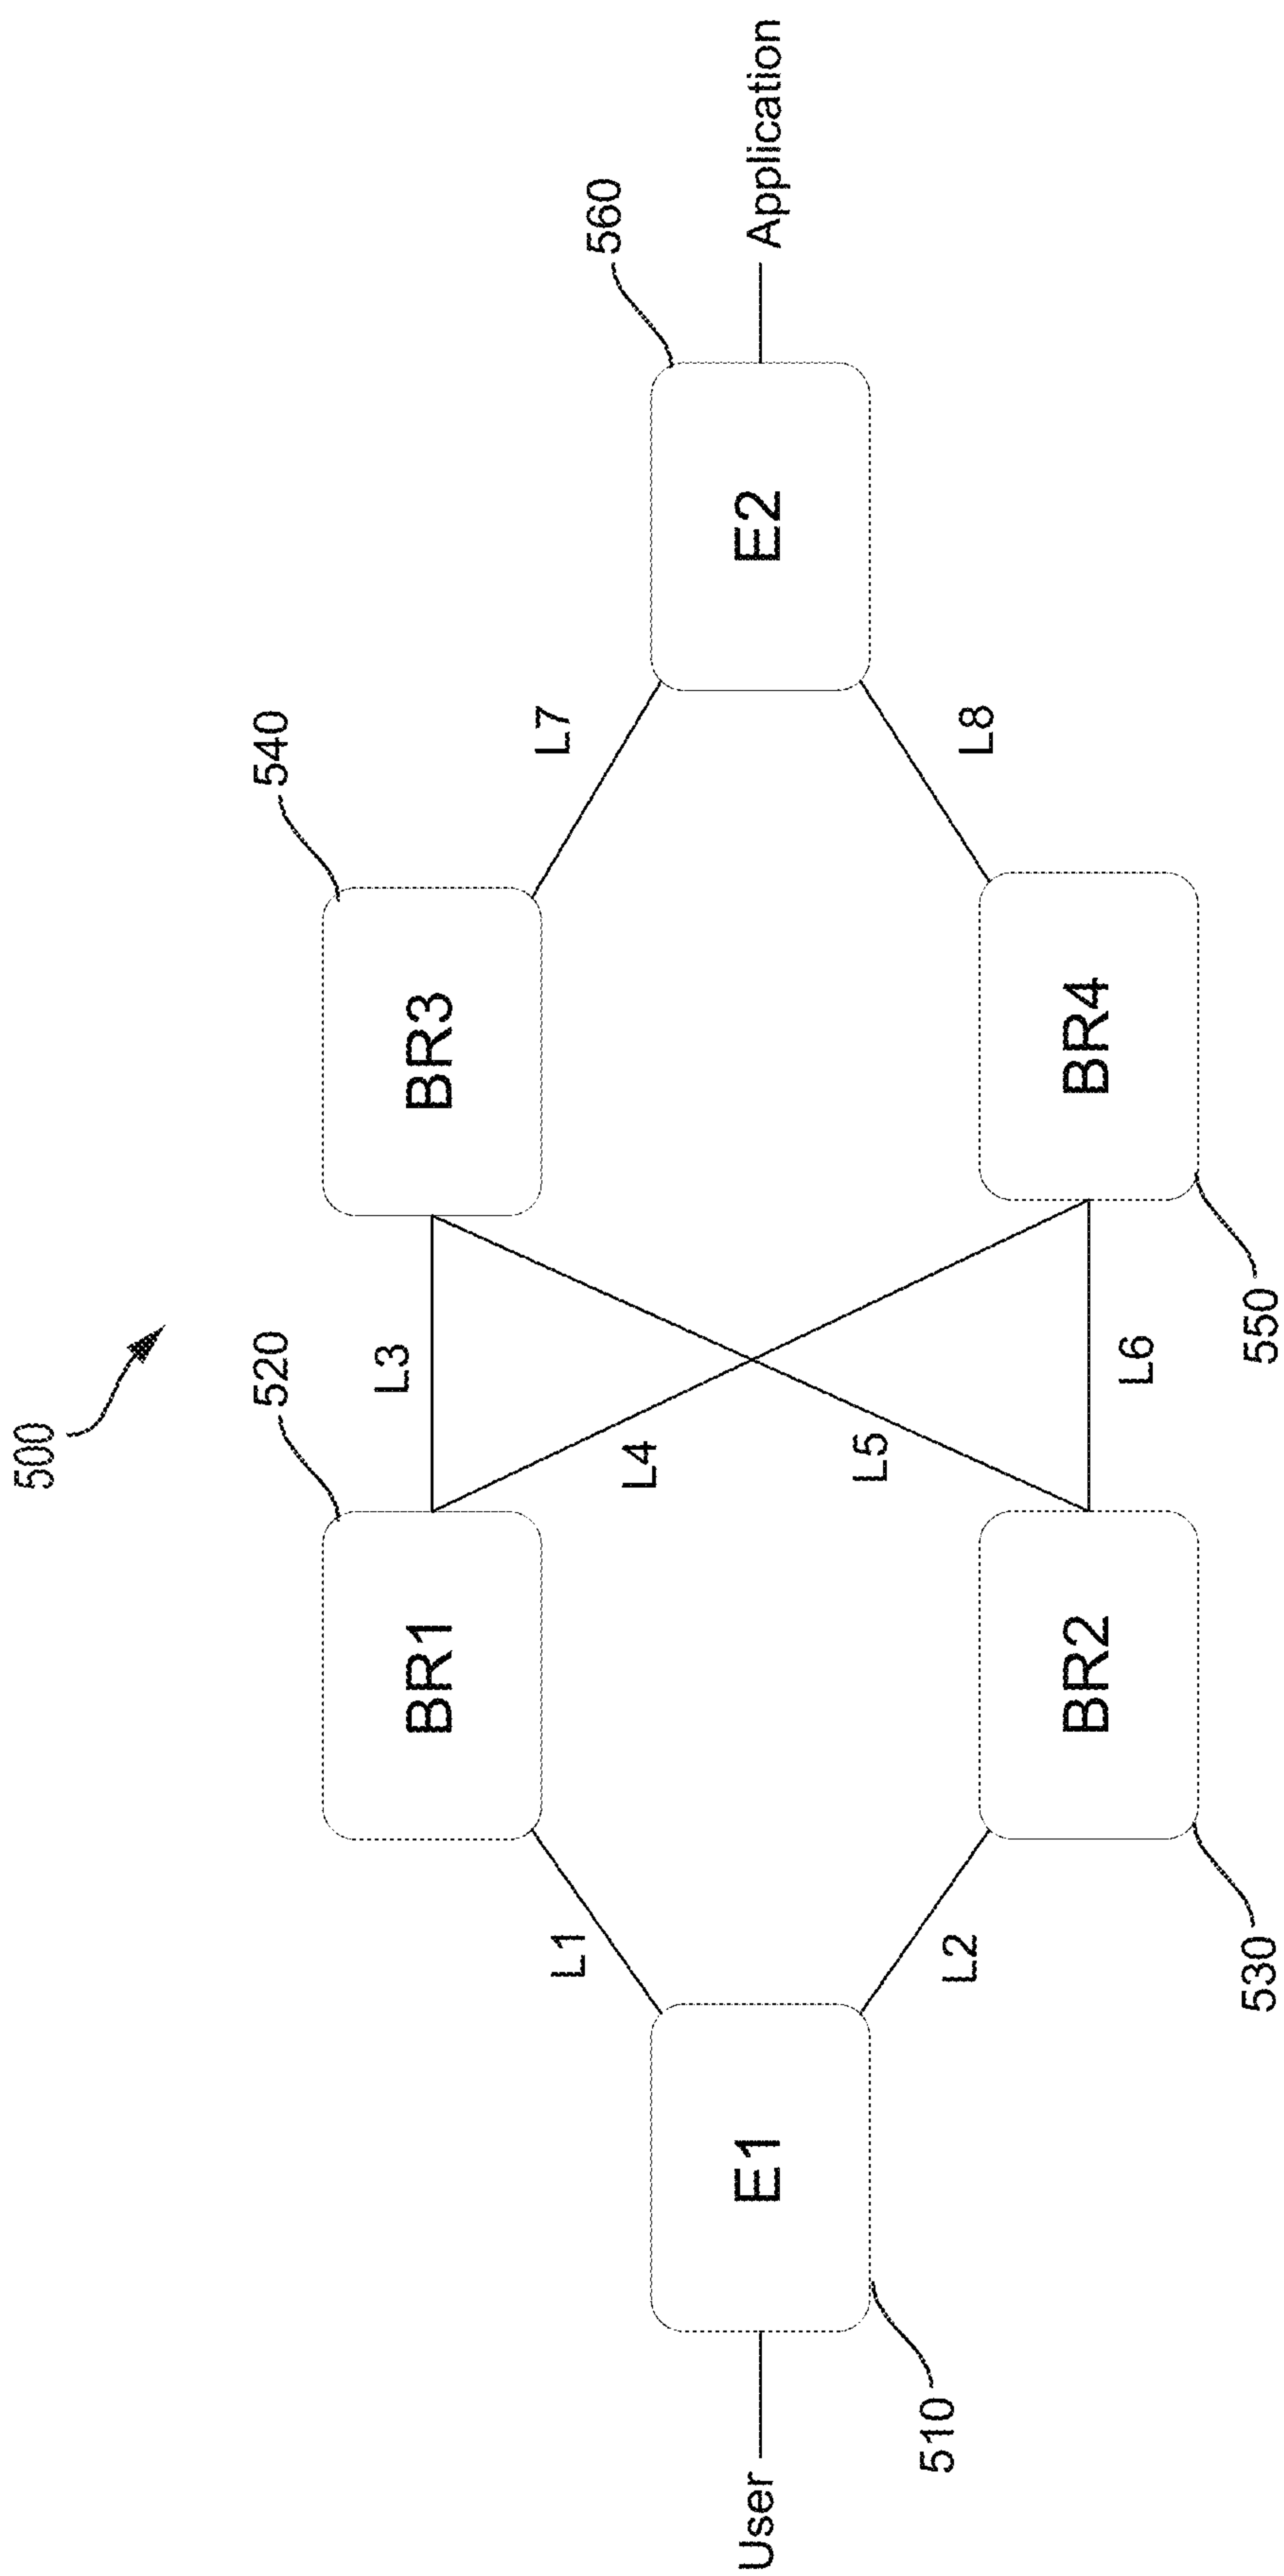 500
520
540
560
BR1
L3
BR3
L1
L7
L4
User
E1
E2
Application
L5
L2
L8
510
BR2
L6
BR4
530
550